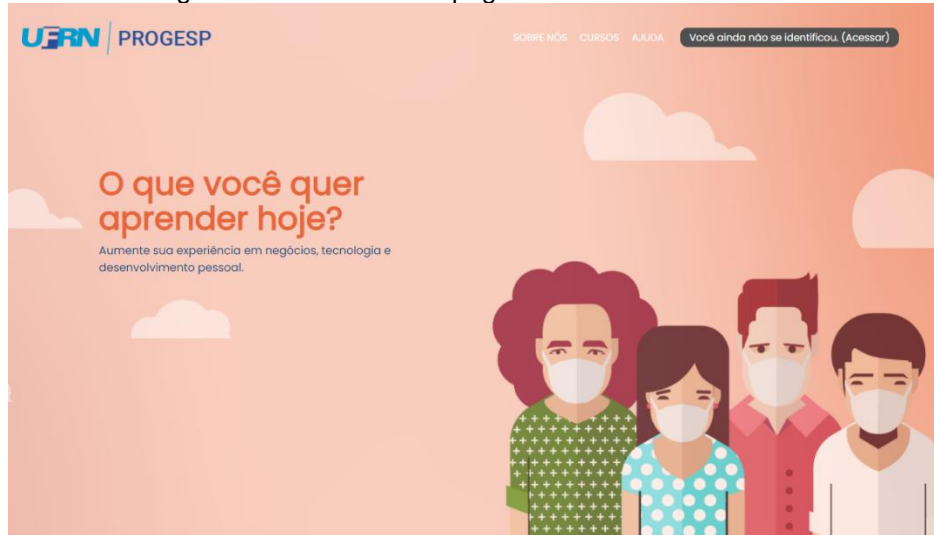 UFRN PROGESP
SOBRE NÓS CURSOS AJUDA Você ainda não se identificou. (Acessar)
O que você quer
aprender hoje?
Aumente sua experiência em negócios, tecnologia e
desenvolvimento pessoal.